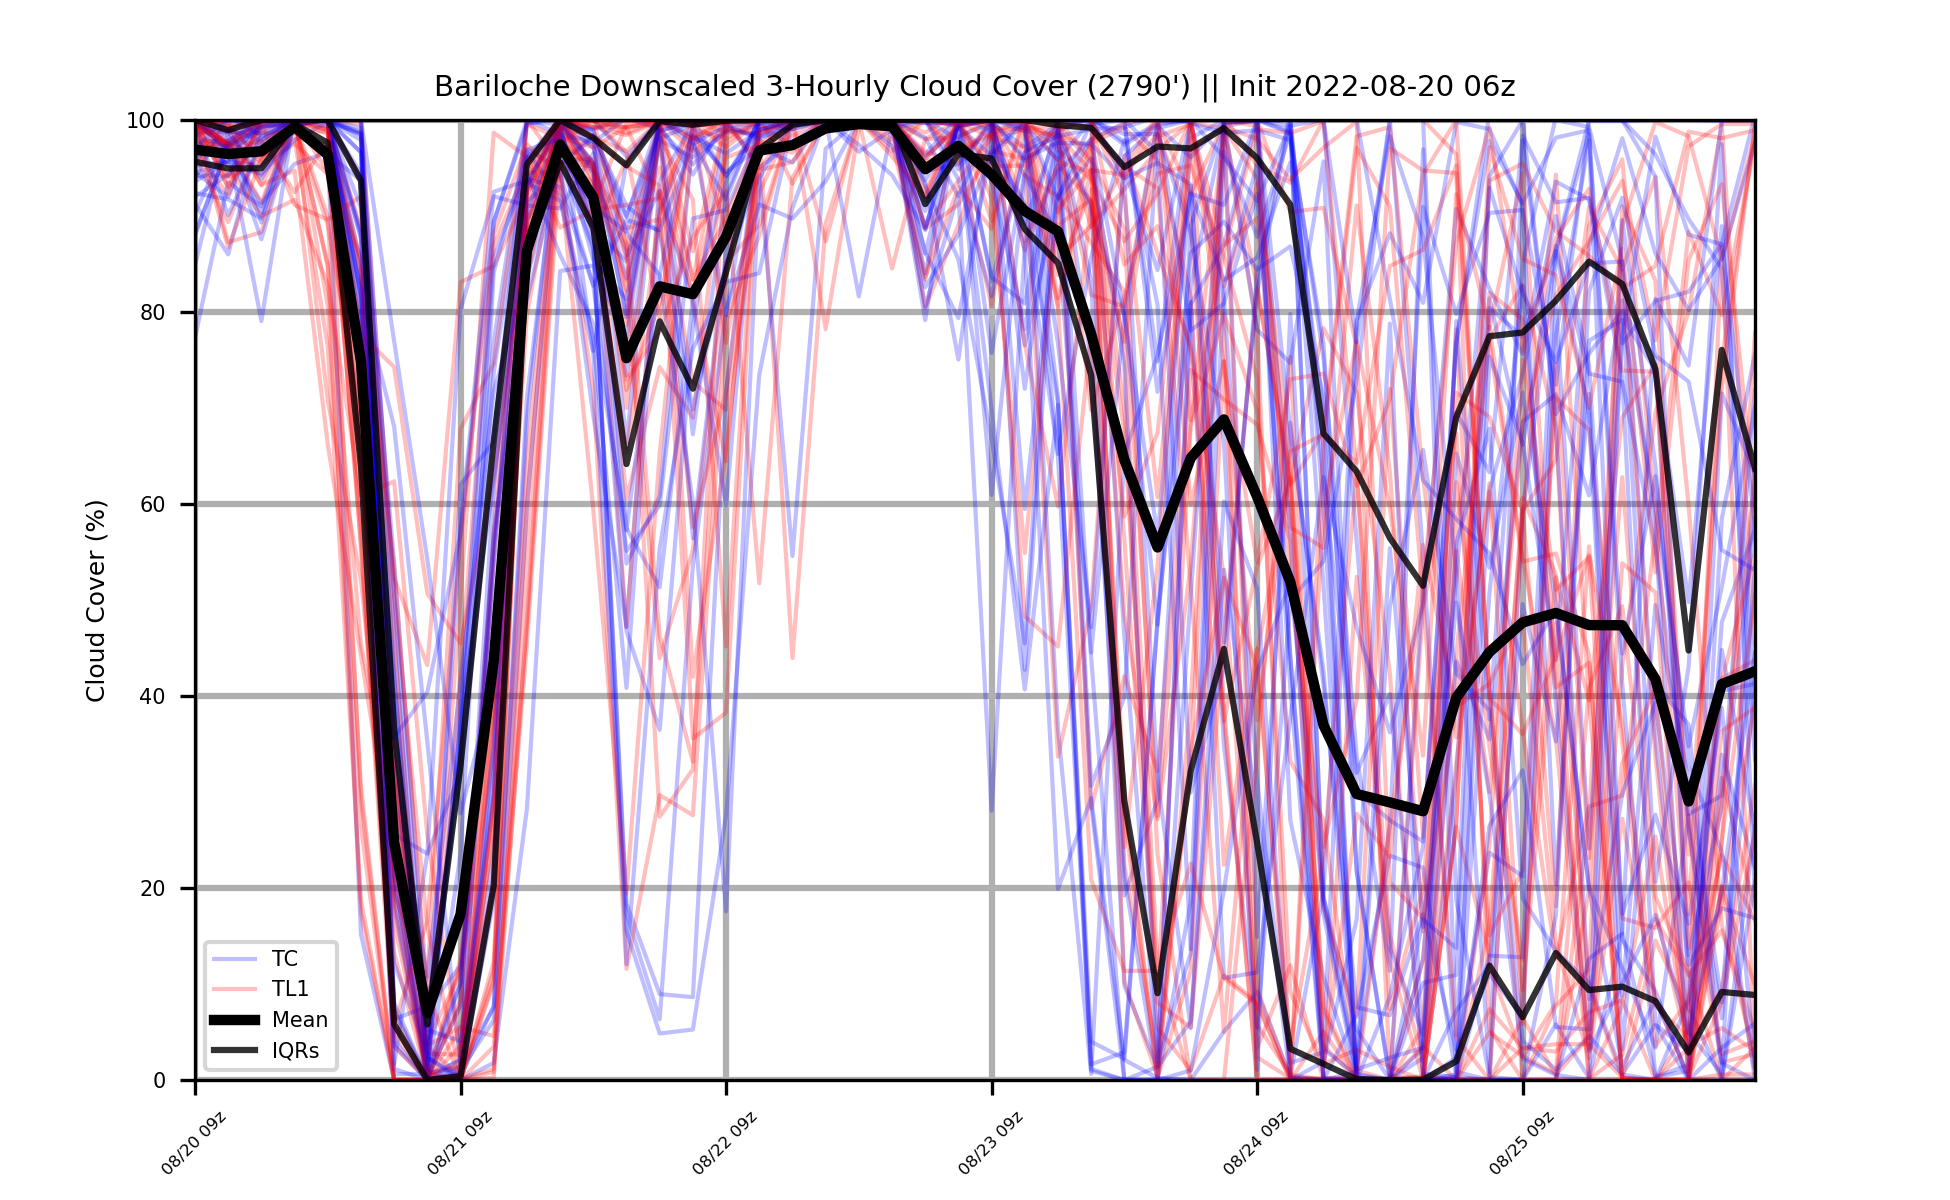 Bariloche Downscaled 3-Hourly Cloud Cover (2790') || Init 2022-08-20 06z
Cloud Cover (%)
100
80
60
40
20
0
TC
TL1
Mean
IQRs
08/20 09z
08/21 09z
08/22 09z
08/23 09z
08/24 09z
08/25 09z